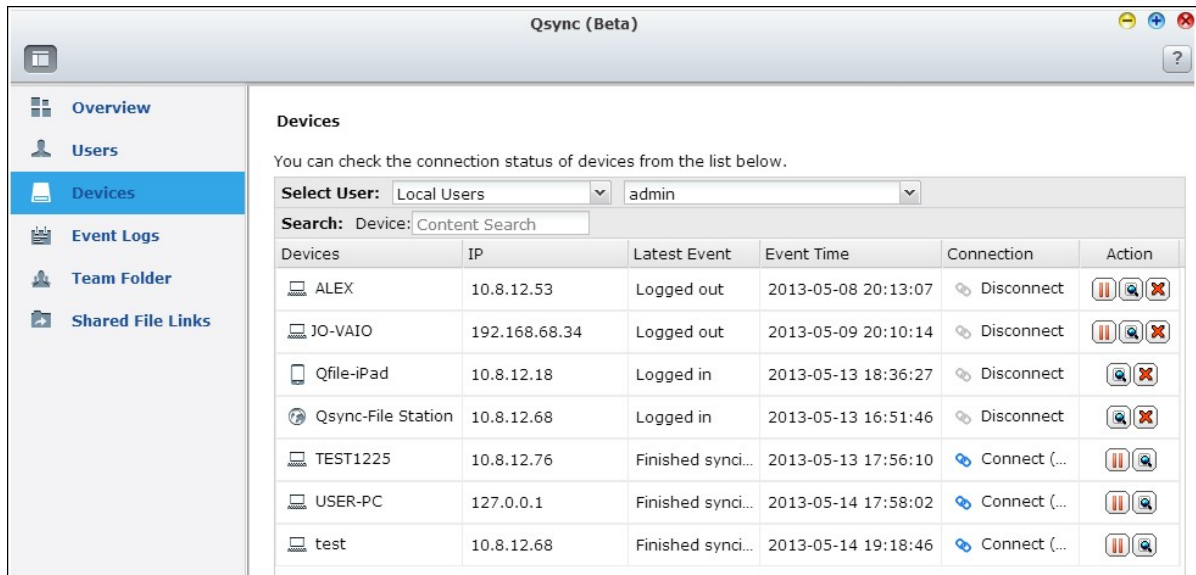 Qsync (Beta)
?
Overview
Users
Devices
Event Logs
Team Folder
Shared File Links
Devices
You can check the connection status of devices from the list below.
Select User: Local Users admin
Search: Device: Content Search
Devices IP Latest Event Event Time Connection Action
ALEX 10.8.12.53 Logged out 2013-05-08 20:13:07 Disconnect
JO-VAIO 192.168.68.34 Logged out 2013-05-09 20:10:14 Disconnect
Qfile-iPad 10.8.12.18 Logged in 2013-05-13 18:36:27 Disconnect
Qsync-File Station 10.8.12.68 Logged in 2013-05-13 16:51:46 Disconnect
TEST1225 10.8.12.76 Finished synci... 2013-05-13 17:56:10 Connect (...
USER-PC 127.0.0.1 Finished synci... 2013-05-14 17:58:02 Connect (...
test 10.8.12.68 Finished synci... 2013-05-14 19:18:46 Connect (...